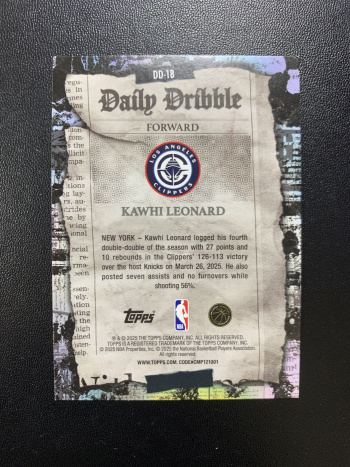 DD-18
Daily Dribble
FORWARD
LOS ANGELES
CLIPPERS
KAWHI LEONARD
NEW YORK – Kawhi Leonard logged his fourth
double-double of the season with 27 points and
10 rebounds in the Clippers' 126-113 victory
over the host Knicks on March 26, 2025. He also
posted seven assists and no turnovers while
shooting 56%.
Topps
NBA
® & © 2025 THE TOPPS COMPANY, INC. ALL RIGHTS RESERVED.
TOPPS IS A REGISTERED TRADEMARK OF THE TOPPS COMPANY, INC.
© 2025 NBA Properties, Inc. © 2025 the National Basketball Players Association.
All rights reserved.
WWW.TOPPS.COM. CODE#CMP121001